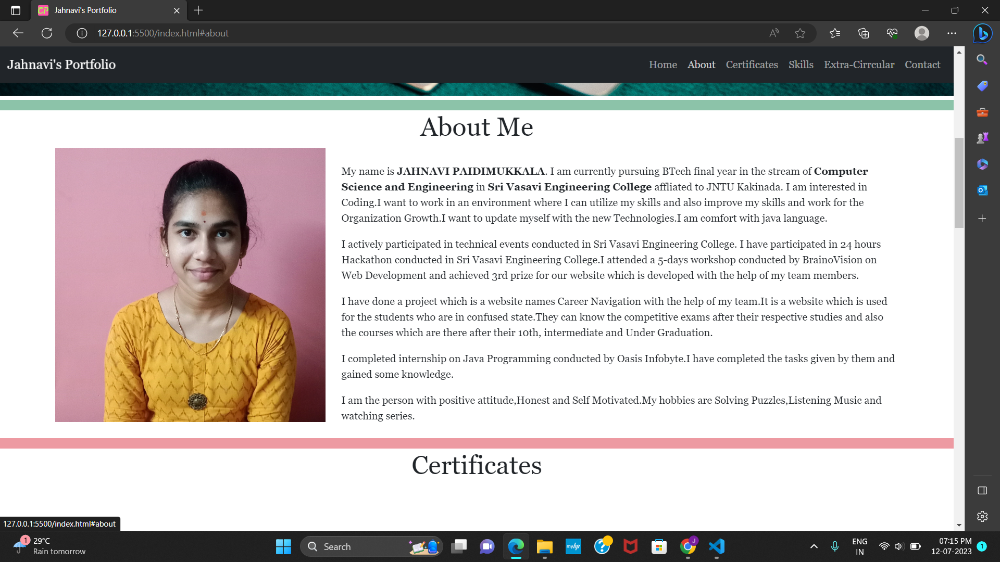 Jahnavi's Portfolio
127.0.0.1:5500/index.html#about
Jahnavi's Portfolio
Home About Certificates Skills Extra-Cirrcular Contact
About Me
My name is JAHNAVI PAIDIMUKKALA. I am currently pursuing BTech final year in the stream of Computer
Science and Engineering in Sri Vasavi Engineering College affliated to JNTU Kakinada. I am interested in
Coding.I want to work in an environment where I can utilize my skills and also improve my skills and work for the
Organization Growth.I want to update myself with the new Technologies.I am comfort with java language.
I actively participated in technical events conducted in Sri Vasavi Engineering College. I have participated in 24 hours
Hackathon conducted in Sri Vasavi Engineering College.I attended a 5-days workshop conducted by BrainoVision on
Web Development and achieved 3rd prize for our website which is developed with the help of my team members.
I have done a project which is a website names Career Navigation with the help of my team.It is a website which is used
for the students who are in confused state.They can know the competitive exams after their respective studies and also
the courses which are there after their 10th, intermediate and Under Graduation.
I completed internship on Java Programming conducted by Oasis Infobyte.I have completed the tasks given by them and
gained some knowledge.
I am the person with positive attitude,Honest and Self Motivated.My hobbies are Solving Puzzles,Listening Music and
watching series.
Certificates
127.0.0.1:5500/index.html#about
1
29°C
Rain tomorrow
Search
myhp
J
ENG
IN
07:15 PM
12-07-2023
1